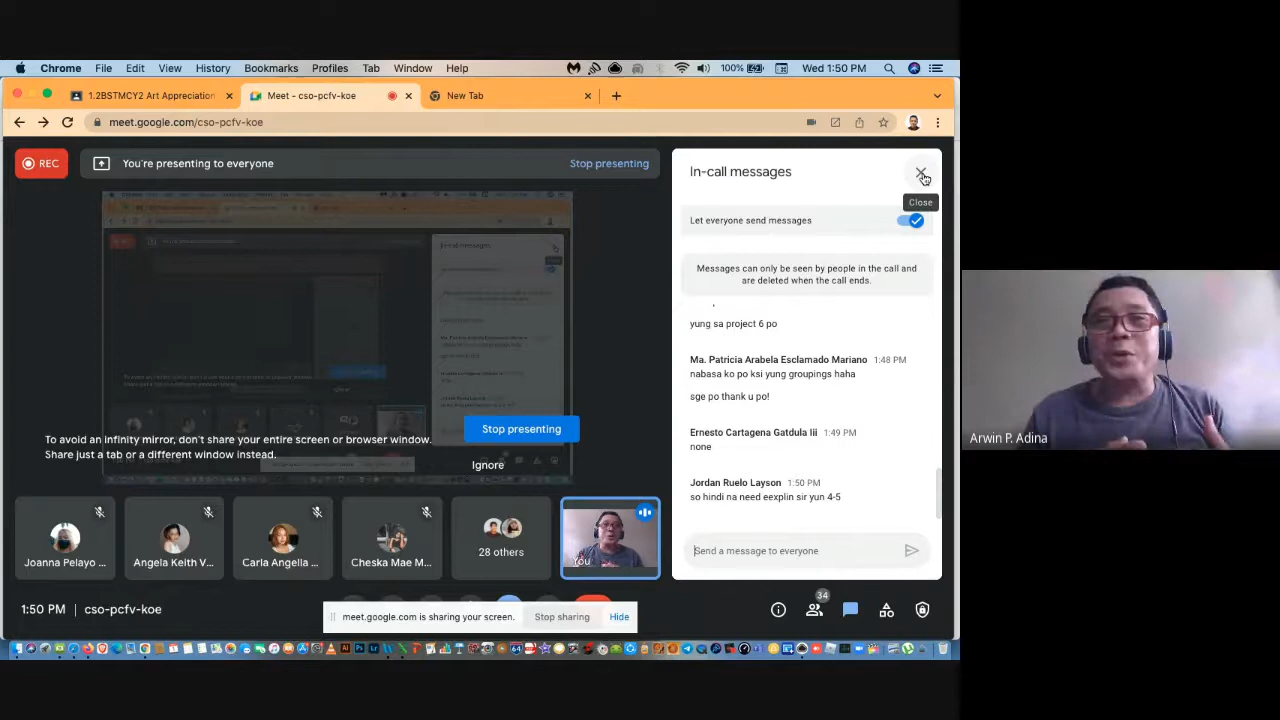 Chrome File Edit View History Bookmarks Profiles Tab Window Help 100% Wed 1:50 PM
1.2BSTMCY2 Art Appreciation Meet - cso-pcfv-koe New Tab
meet.google.com/cso-pcfv-koe
REC You're presenting to everyone Stop presenting
In-call messages
Close
Let everyone send messages
Messages can only be seen by people in the call and
are deleted when the call ends.
yung sa project 6 po
Ma. Patricia Arabela Esclamado Mariano 1:48 PM
nabasa ko po ksi yung groupings haha
sge po thank u po!
Ernesto Cartagena Gatdula Iii 1:49 PM
none
Jordan Ruelo Layson 1:50 PM
so hindi na need eexplin sir yun 4-5
Send a message to everyone
To avoid an infinity mirror, don't share your entire screen or browser window.
Share just a tab or a different window instead.
Stop presenting
Ignore
Joanna Pelayo ...
Angela Keith V...
Carla Angella ...
Cheska Mae M...
28 others
You
1:50 PM | cso-pcfv-koe
meet.google.com is sharing your screen. Stop sharing Hide
34
Arwin P. Adina